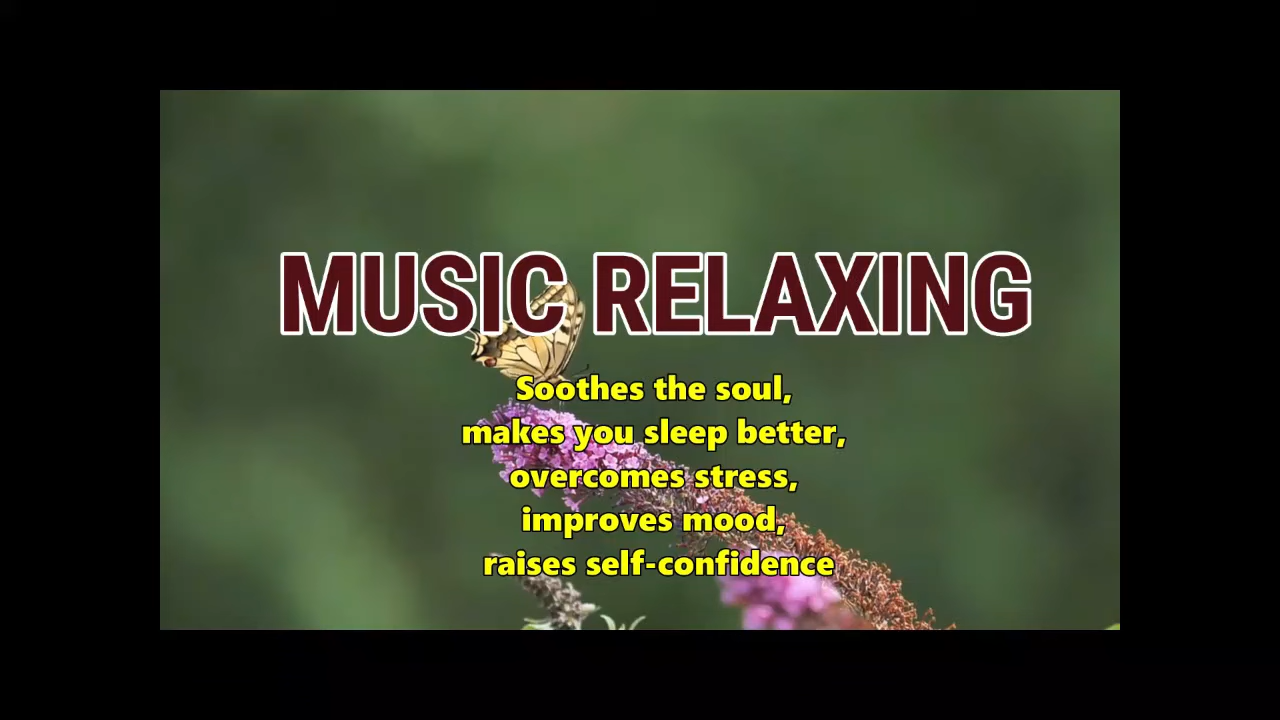 MUSIC RELAXING
Soothes the soul,
makes you sleep better,
overcomes stress,
improves mood,
raises self-confidence